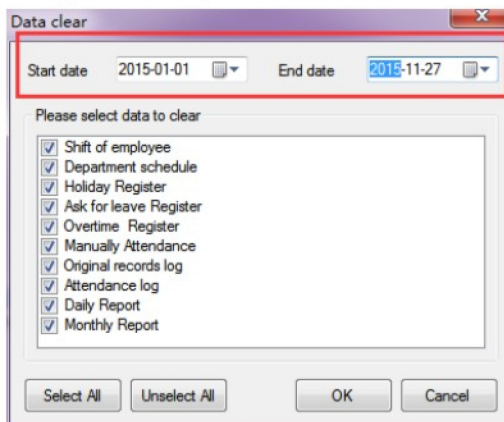 Data clear
Start date 2015-01-01 End date 2015-11-27
Please select data to clear
Shift of employee
Department schedule
Holiday Register
Ask for leave Register
Overtime Register
Manually Attendance
Original records log
Attendance log
Daily Report
Monthly Report
Select All Unselect All OK Cancel